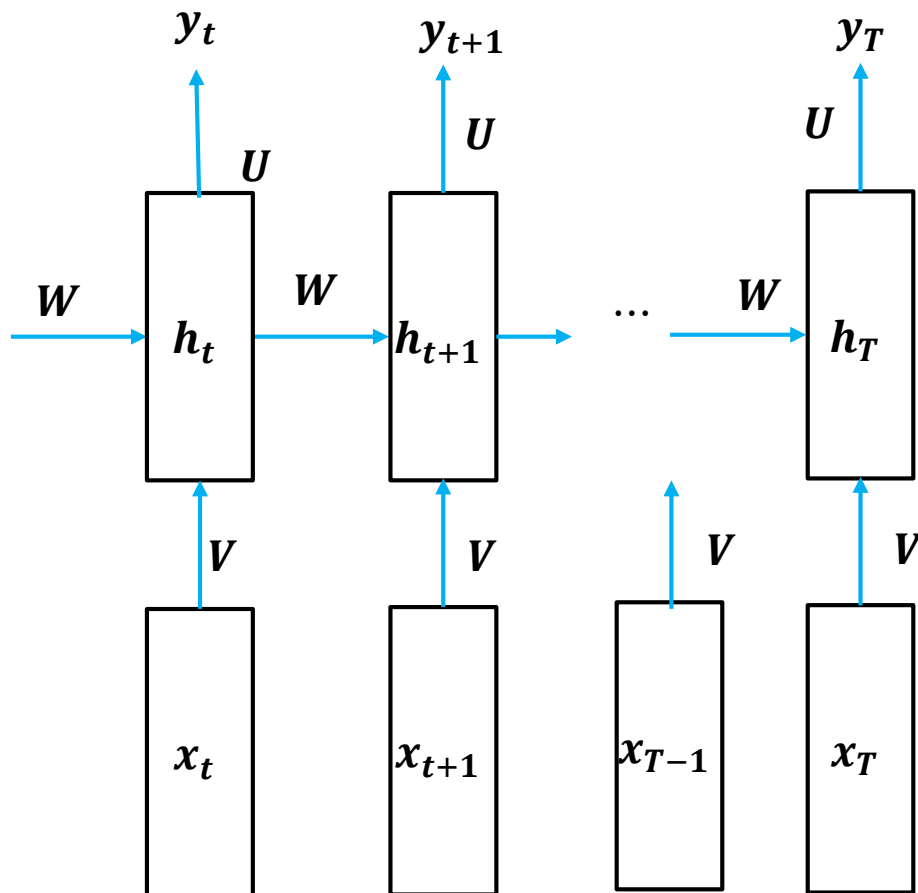 y_t y_{t+1} y_T
U U U
W W … W
h_t h_{t+1} h_T
V V V V
x_t x_{t+1} x_{T-1} x_T